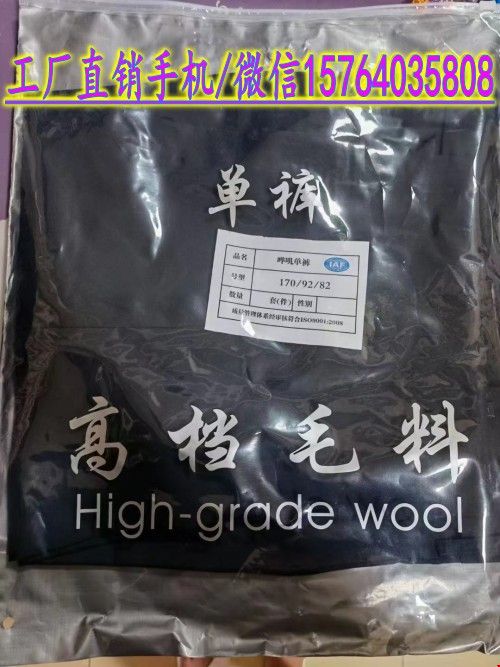 工厂直销手机/微信15764035808
单裤
品名 哔叽单裤 IAF
号型 170/92/82
数量 套(件) 性别
质量管理体系经审核符合ISO9001:2008
高档毛料
High-grade wool